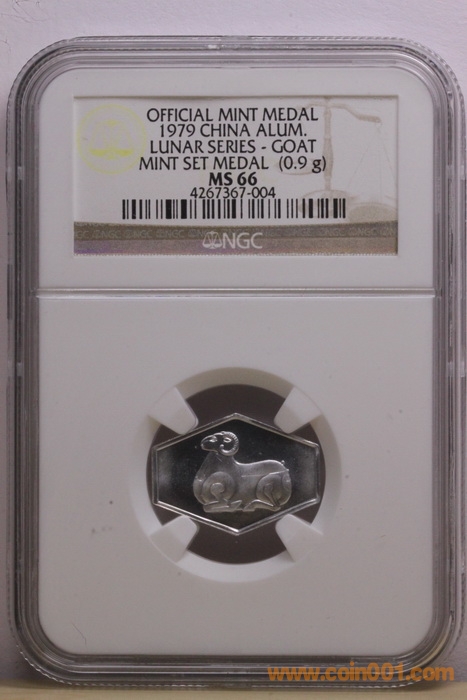 OFFICIAL MINT MEDAL
1979 CHINA ALUM.
LUNAR SERIES - GOAT
MINT SET MEDAL (0.9 g)
MS 66
4267367-004
NGC
www.coin001.com